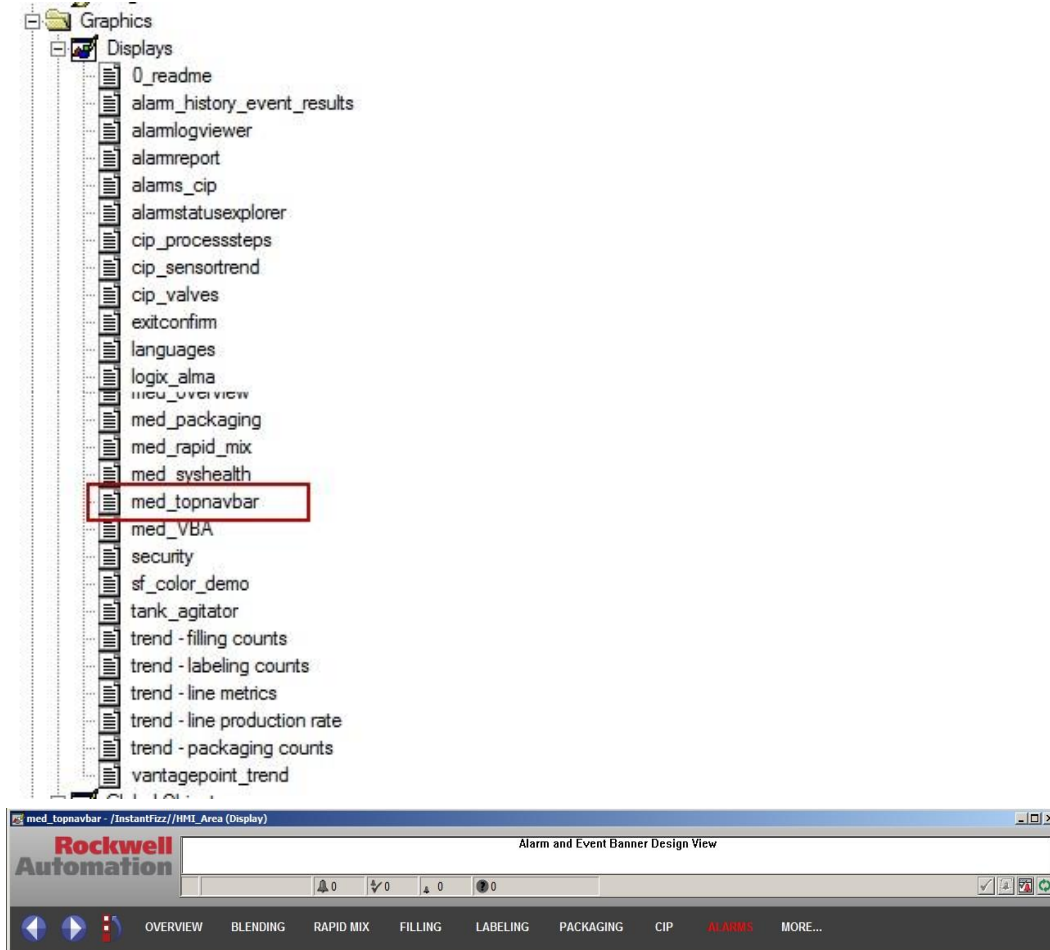 Graphics
Displays
0_readme
alarm_history_event_results
alarmlogviewer
alarmreport
alarms_cip
alarmstatusexplorer
cip_processsteps
cip_sensortrend
cip_valves
exitconfirm
languages
logix_alma
med_overview
med_packaging
med_rapid_mix
med_syshealth
med_topnavbar
med_VBA
security
sf_color_demo
tank_agitator
trend - filling counts
trend - labeling counts
trend - line metrics
trend - line production rate
trend - packaging counts
vantagepoint_trend
med_topnavbar - /InstantFizz//HMI_Area (Display)
Rockwell
Automation
Alarm and Event Banner Design View
0 0 0 0
OVERVIEW BLENDING RAPID MIX FILLING LABELING PACKAGING CIP ALARMS MORE...